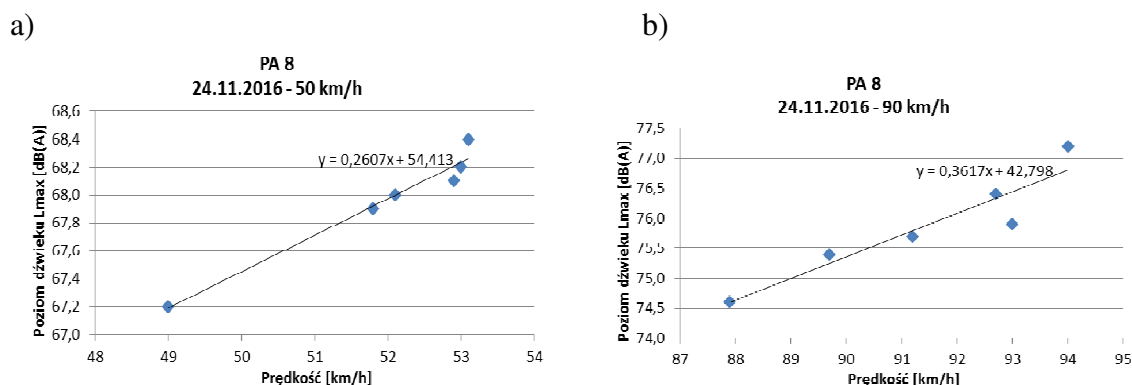 a)
PA 8
24.11.2016 - 50 km/h
Poziom dźwieku Lmax [dB(A)]
68,6
68,4
68,2
68,0
67,8
67,6
67,4
67,2
67,0
y = 0,2607x + 54,413
48 49 50 51 52 53 54
Prędkość [km/h]
b)
PA 8
24.11.2016 - 90 km/h
Poziom dźwieku Lmax [dB(A)]
77,5
77,0
76,5
76,0
75,5
75,0
74,5
74,0
y = 0,3617x + 42,798
87 88 89 90 91 92 93 94 95
Prędkość [km/h]